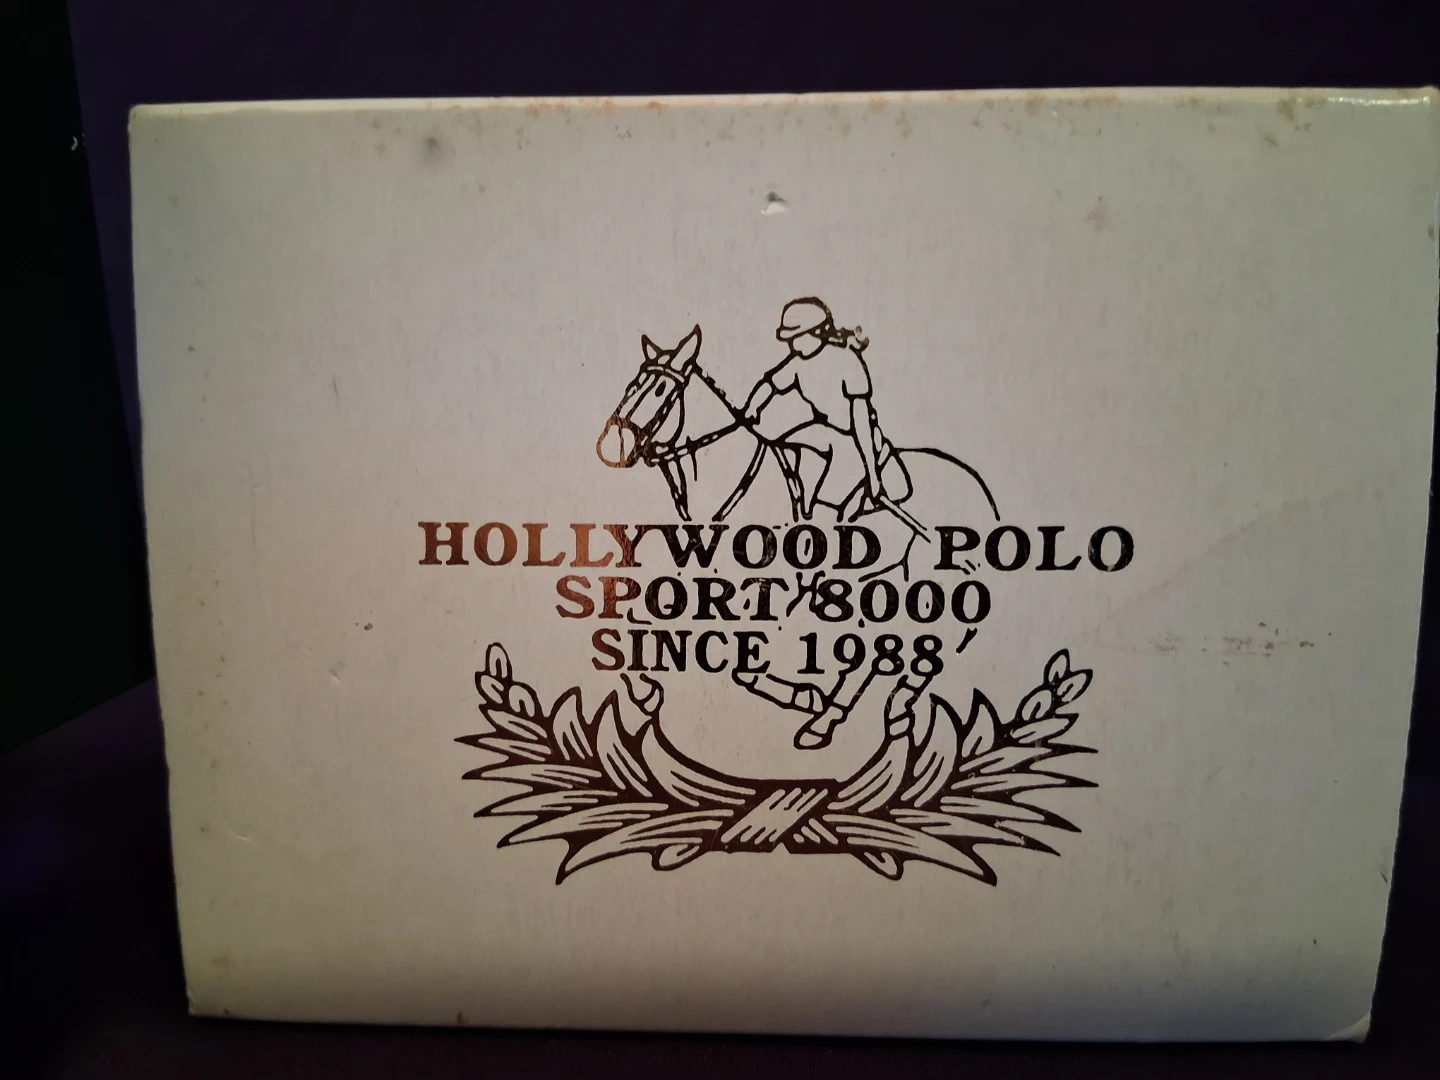 HOLLYWOOD POLO
SPORT 8000
SINCE 1988